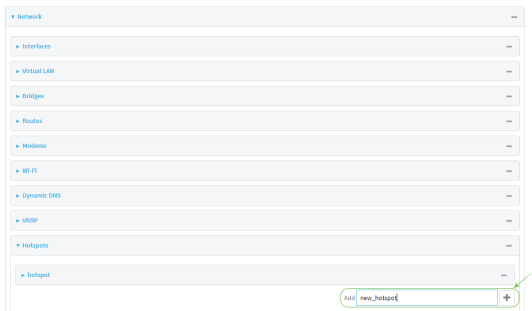 Network
Interfaces
Virtual LAN
Bridges
Routes
Modems
Wi-Fi
Dynamic DNS
VRRP
Hotspots
hotspot
Add new_hotspot